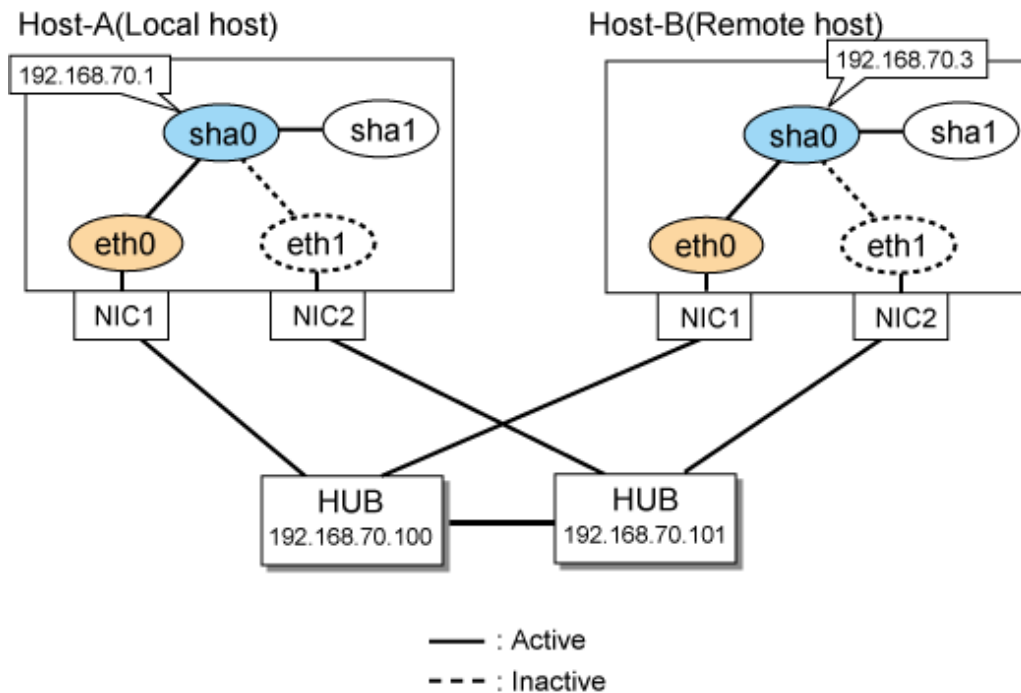 Host-A(Local host)
192.168.70.1
sha0
sha1
eth0
eth1
NIC1
NIC2
Host-B(Remote host)
192.168.70.3
sha0
sha1
eth0
eth1
NIC1
NIC2
HUB
192.168.70.100
HUB
192.168.70.101
: Active
: Inactive